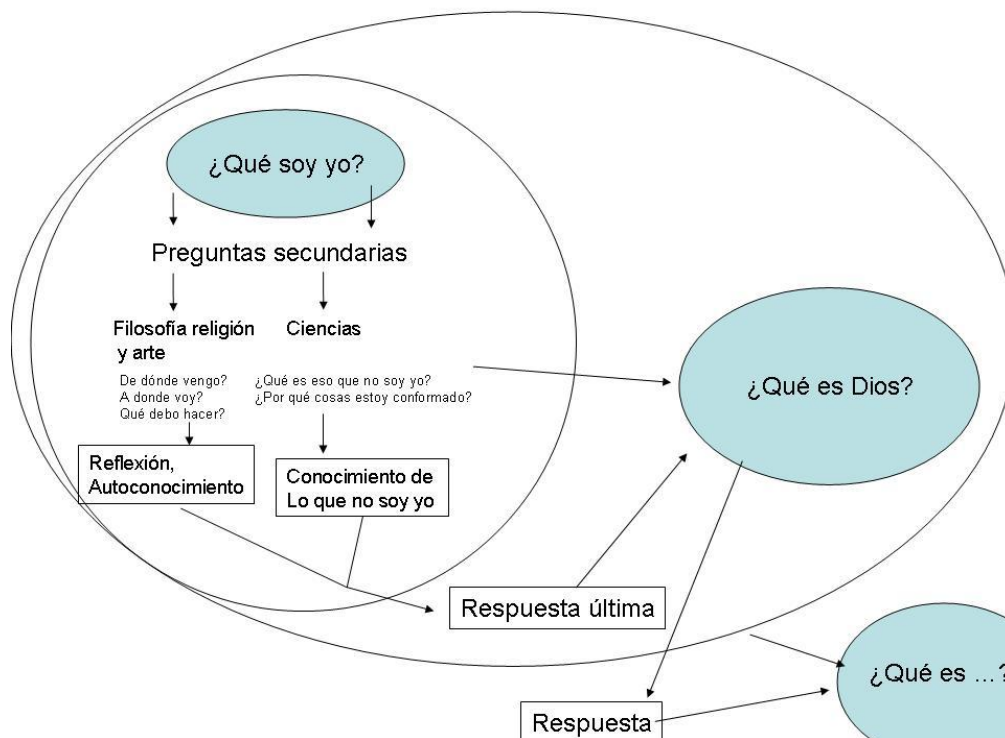 ¿Qué soy yo?
Preguntas secundarias
Filosofía religión
y arte
Ciencias
De dónde vengo?
A donde voy?
Qué debo hacer?
¿Qué es eso que no soy yo?
¿Por qué cosas estoy conformado?
Reflexión,
Autoconocimiento
Conocimiento de
Lo que no soy yo
¿Qué es Dios?
Respuesta última
¿Qué es ...?
Respuesta